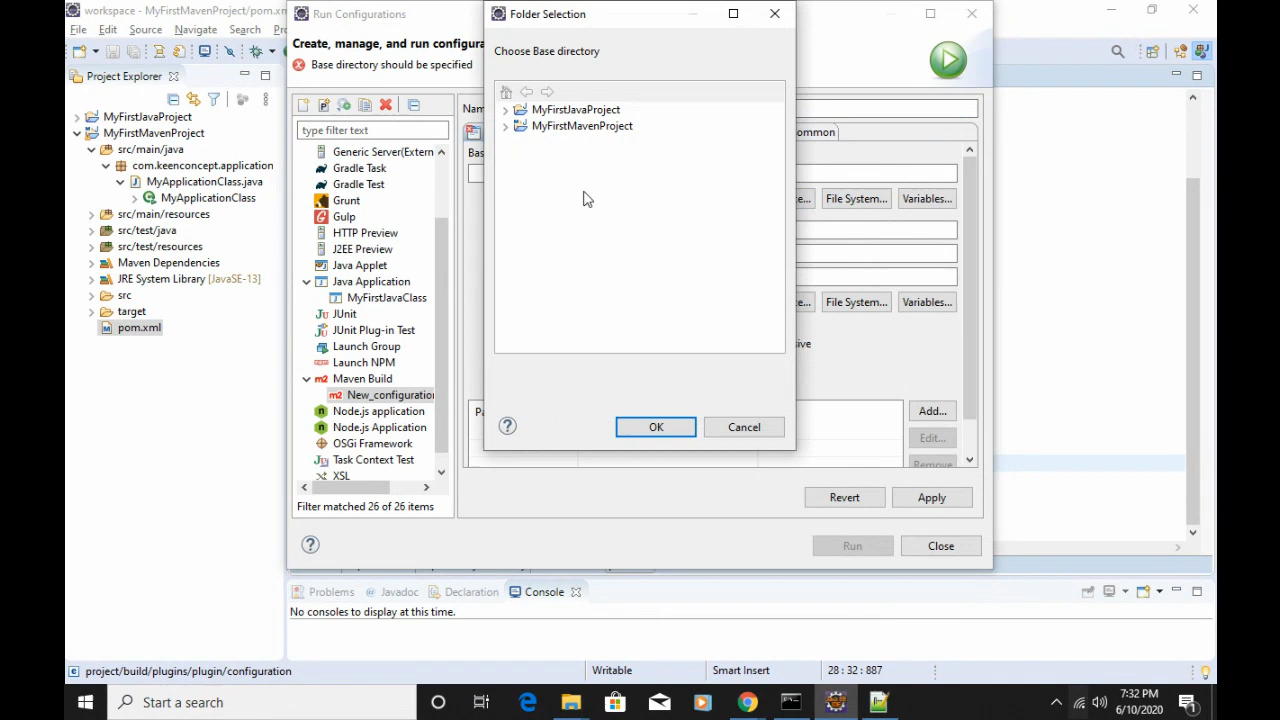 workspace - MyFirstMavenProject/pom.xm
File Edit Source Navigate Search Pr
Project Explorer
MyFirstJavaProject
MyFirstMavenProject
src/main/java
com.keenconcept.application
MyApplicationClass.java
MyApplicationClass
src/main/resources
src/test/java
src/test/resources
Maven Dependencies
JRE System Library [JavaSE-13]
src
target
pom.xml
Run Configurations
Create, manage, and run configura
Base directory should be specified
type filter text
Generic Server(Extern
Gradle Task
Gradle Test
Grunt
Gulp
HTTP Preview
J2EE Preview
Java Applet
Java Application
MyFirstJavaClass
JUnit
JUnit Plug-in Test
Launch Group
Launch NPM
Maven Build
New_configuratio
Node.js application
Node.js Application
OSGi Framework
Task Context Test
XSL
Filter matched 26 of 26 items
Nam
Bas
Pa
Folder Selection
Choose Base directory
MyFirstJavaProject
MyFirstMavenProject
OK Cancel
ommon
e... File System... Variables...
e... File System... Variables...
sive
Add...
Edit...
Remove
Revert Apply
Run Close
Problems Javadoc Declaration Console
No consoles to display at this time.
project/build/plugins/plugin/configuration Writable Smart Insert 28 : 32 : 887
Start a search
7:32 PM
6/10/2020
1